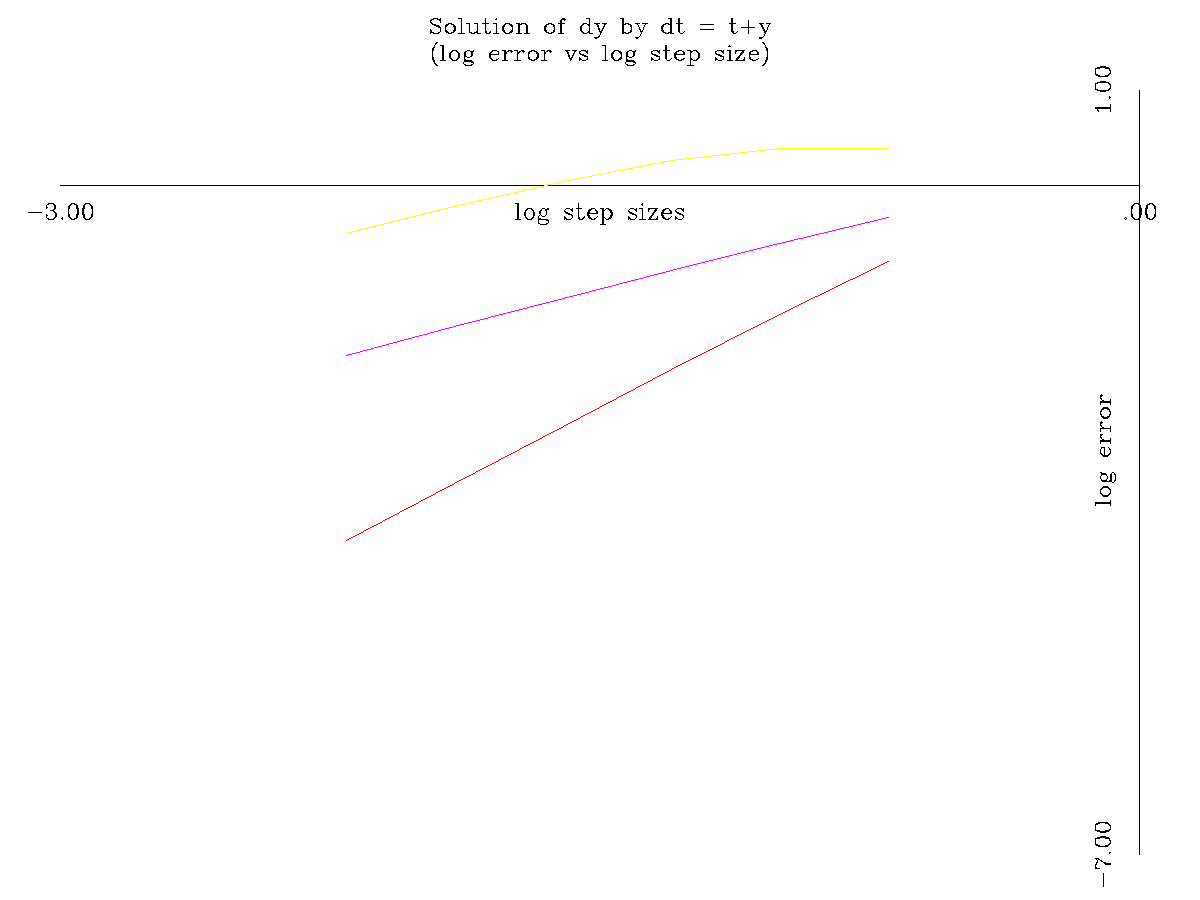 Solution of dy by dt = t+y
(log error vs log step size)
1.00
−3.00
log step sizes
.00
log error
−7.00